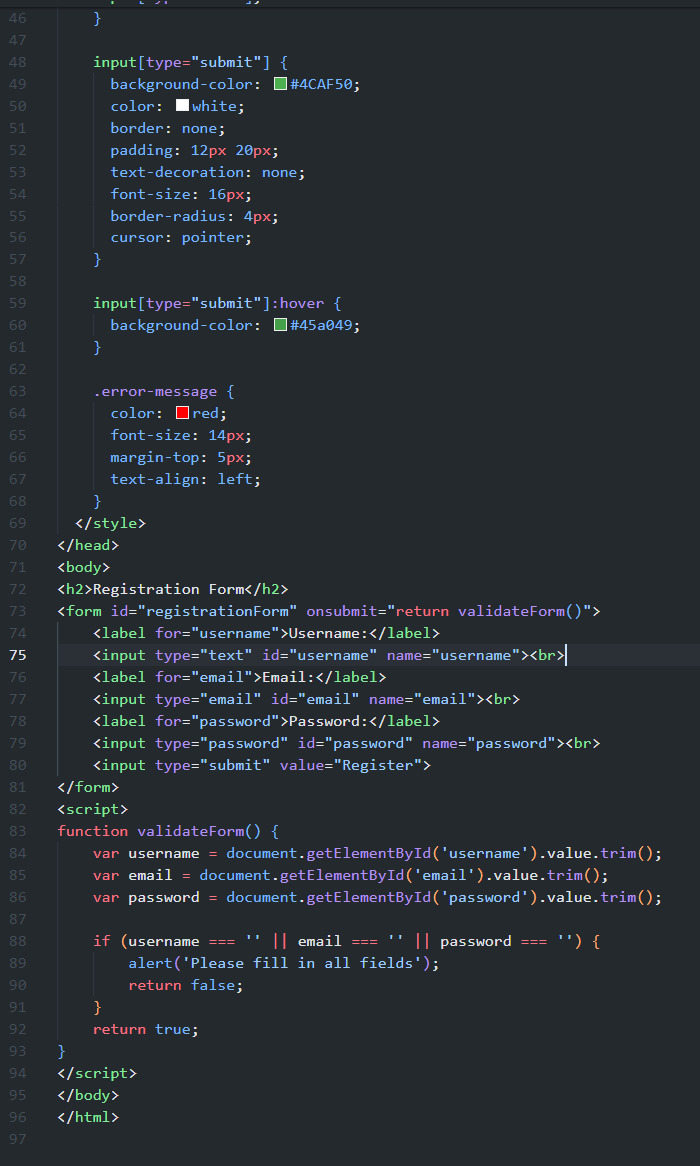 46 }
47
48 input[type="submit"] {
49 background-color: #4CAF50;
50 color: white;
51 border: none;
52 padding: 12px 20px;
53 text-decoration: none;
54 font-size: 16px;
55 border-radius: 4px;
56 cursor: pointer;
57 }
58
59 input[type="submit"]:hover {
60 background-color: #45a049;
61 }
62
63 .error-message {
64 color: red;
65 font-size: 14px;
66 margin-top: 5px;
67 text-align: left;
68 }
69 </style>
70 </head>
71 <body>
72 <h2>Registration Form</h2>
73 <form id="registrationForm" onsubmit="return validateForm()">
74 <label for="username">Username:</label>
75 <input type="text" id="username" name="username"><br>
76 <label for="email">Email:</label>
77 <input type="email" id="email" name="email"><br>
78 <label for="password">Password:</label>
79 <input type="password" id="password" name="password"><br>
80 <input type="submit" value="Register">
81 </form>
82 <script>
83 function validateForm() {
84 var username = document.getElementById('username').value.trim();
85 var email = document.getElementById('email').value.trim();
86 var password = document.getElementById('password').value.trim();
87
88 if (username === '' || email === '' || password === '') {
89 alert('Please fill in all fields');
90 return false;
91 }
92 return true;
93 }
94 </script>
95 </body>
96 </html>
97